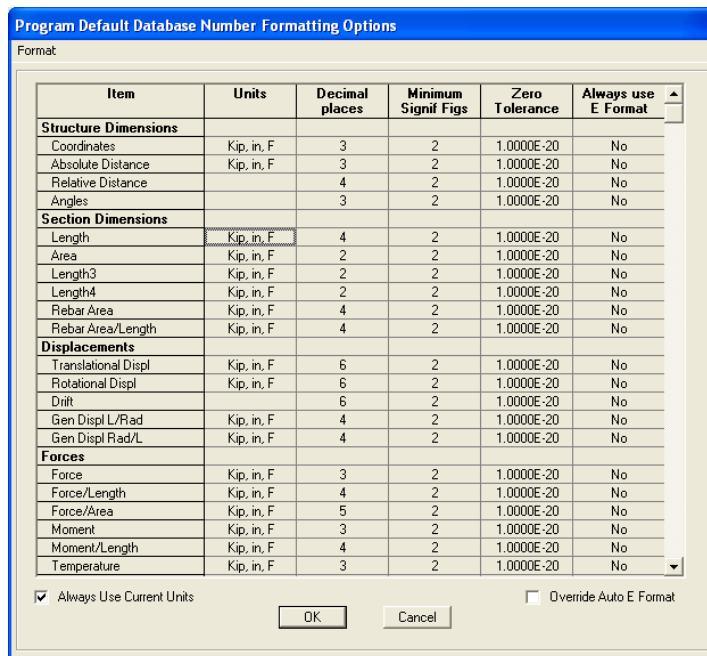 Program Default Database Number Formatting Options
Format
Item Units Decimal places Minimum Signif Figs Zero Tolerance Always use E Format
Structure Dimensions
Coordinates Kip, in, F 3 2 1.0000E-20 No
Absolute Distance Kip, in, F 3 2 1.0000E-20 No
Relative Distance 4 2 1.0000E-20 No
Angles 3 2 1.0000E-20 No
Section Dimensions
Length Kip, in, F 4 2 1.0000E-20 No
Area Kip, in, F 2 2 1.0000E-20 No
Length3 Kip, in, F 2 2 1.0000E-20 No
Length4 Kip, in, F 2 2 1.0000E-20 No
Rebar Area Kip, in, F 4 2 1.0000E-20 No
Rebar Area/Length Kip, in, F 4 2 1.0000E-20 No
Displacements
Translational Displ Kip, in, F 6 2 1.0000E-20 No
Rotational Displ Kip, in, F 6 2 1.0000E-20 No
Drift 6 2 1.0000E-20 No
Gen Displ L/Rad Kip, in, F 4 2 1.0000E-20 No
Gen Displ Rad/L Kip, in, F 4 2 1.0000E-20 No
Forces
Force Kip, in, F 3 2 1.0000E-20 No
Force/Length Kip, in, F 4 2 1.0000E-20 No
Force/Area Kip, in, F 5 2 1.0000E-20 No
Moment Kip, in, F 3 2 1.0000E-20 No
Moment/Length Kip, in, F 4 2 1.0000E-20 No
Temperature Kip, in, F 3 2 1.0000E-20 No
Always Use Current Units Override Auto E Format
OK Cancel